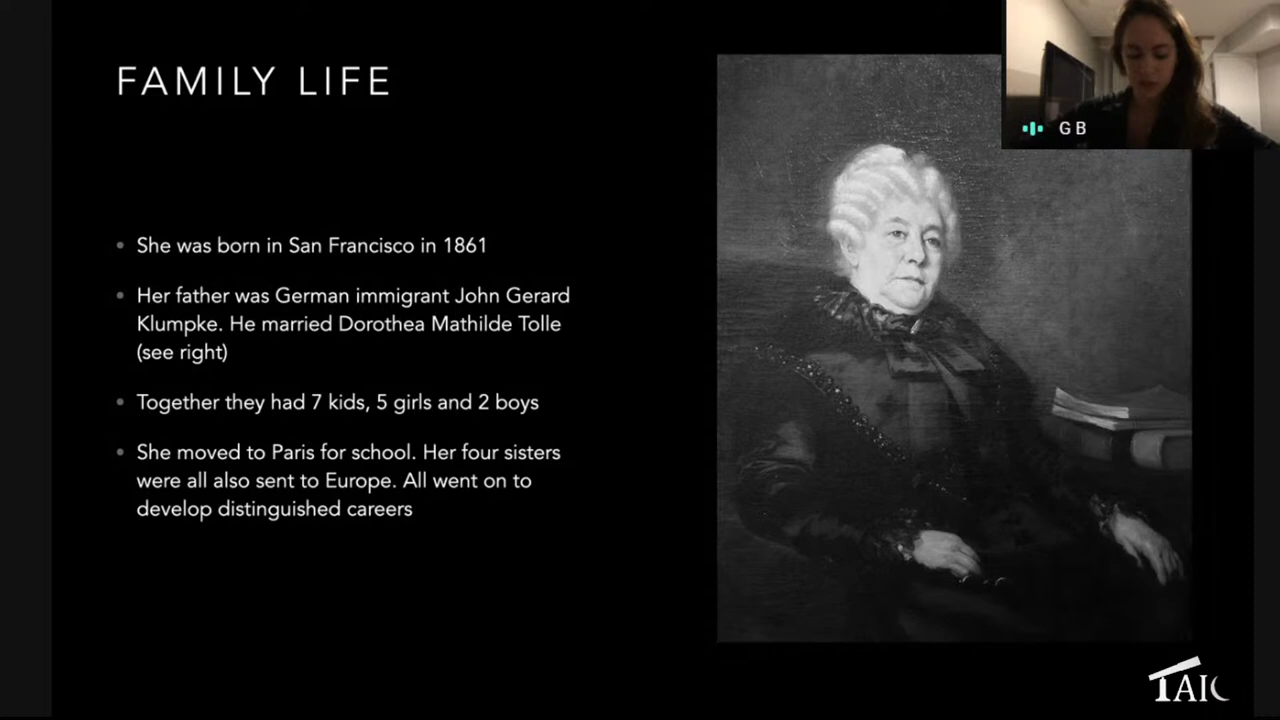 FAMILY LIFE
GB
She was born in San Francisco in 1861
Her father was German immigrant John Gerard
Klumpke. He married Dorothea Mathilde Tolle
(see right)
Together they had 7 kids, 5 girls and 2 boys
She moved to Paris for school. Her four sisters
were all also sent to Europe. All went on to
develop distinguished careers
TAIC